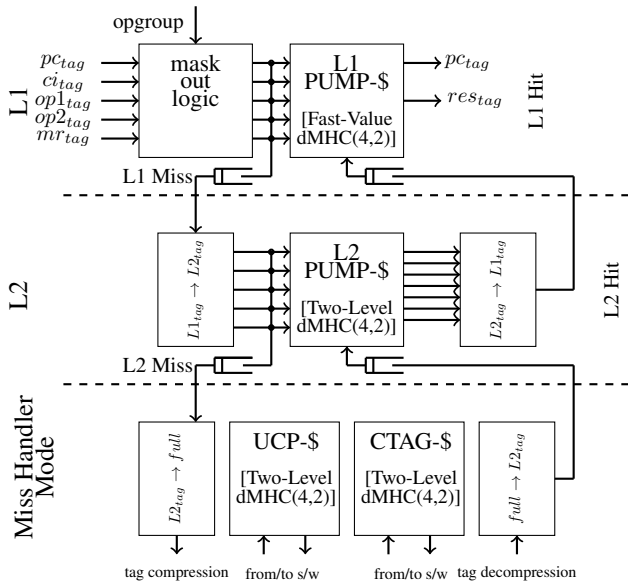 opgroup
L1
pc_tag
ci_tag
op1_tag
op2_tag
mr_tag
mask
out
logic
L1
PUMP-$
[Fast-Value
dMHC(4,2)]
pc_tag
res_tag
L1 Hit
L1 Miss
L2
L1_tag → L2_tag
L2
PUMP-$
[Two-Level
dMHC(4,2)]
L2_tag → L1_tag
L2 Hit
L2 Miss
Miss Handler
Mode
L2_tag → full
UCP-$
[Two-Level
dMHC(4,2)]
CTAG-$
[Two-Level
dMHC(4,2)]
full → L2_tag
tag compression
from/to s/w
from/to s/w
tag decompression